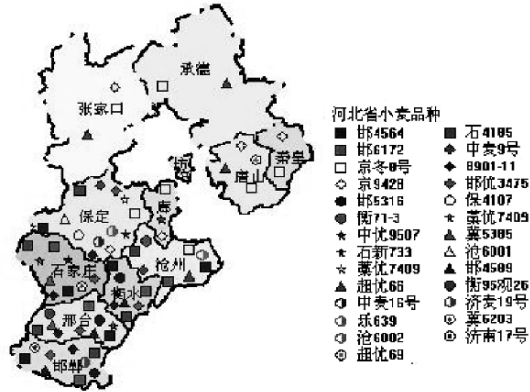 承德
张家口
秦皇
唐山
廊
保定
沧州
石家庄
衡水
邢台
邯郸
河北省小麦品种
邯4564
邯6172
京冬8号
京9428
邯5316
衡71-3
中优9507
石新733
藁优7409
超优66
中麦16号
乐639
沧6002
超优69
石4185
中麦9号
8901-11
邯优3475
保4107
藁优7409
冀5385
沧6001
邯4589
衡95观26
济麦19号
冀6203
济南17号